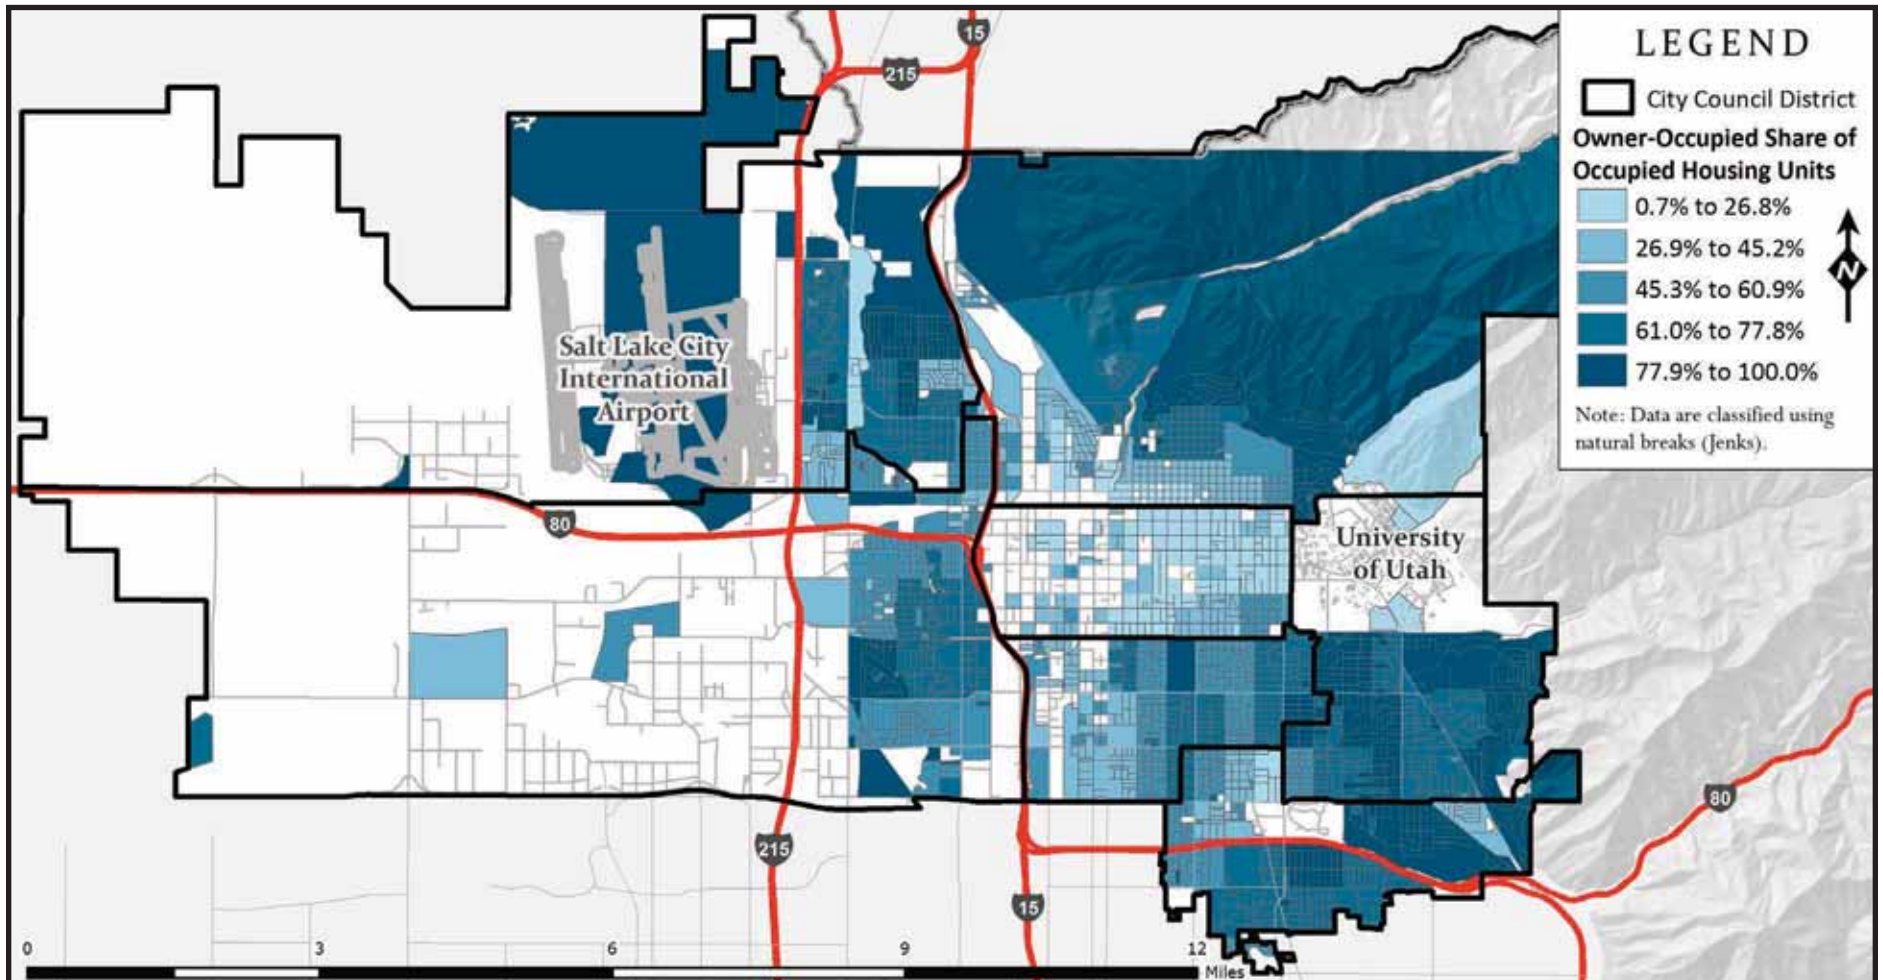 15
215
LEGEND
City Council District
Owner-Occupied Share of
Occupied Housing Units
0.7% to 26.8%
26.9% to 45.2%
45.3% to 60.9%
61.0% to 77.8%
77.9% to 100.0%
N
Note: Data are classified using
natural breaks (Jenks).
Salt Lake City
International
Airport
80
University
of Utah
80
215
15
0 3 6 9 12
Miles